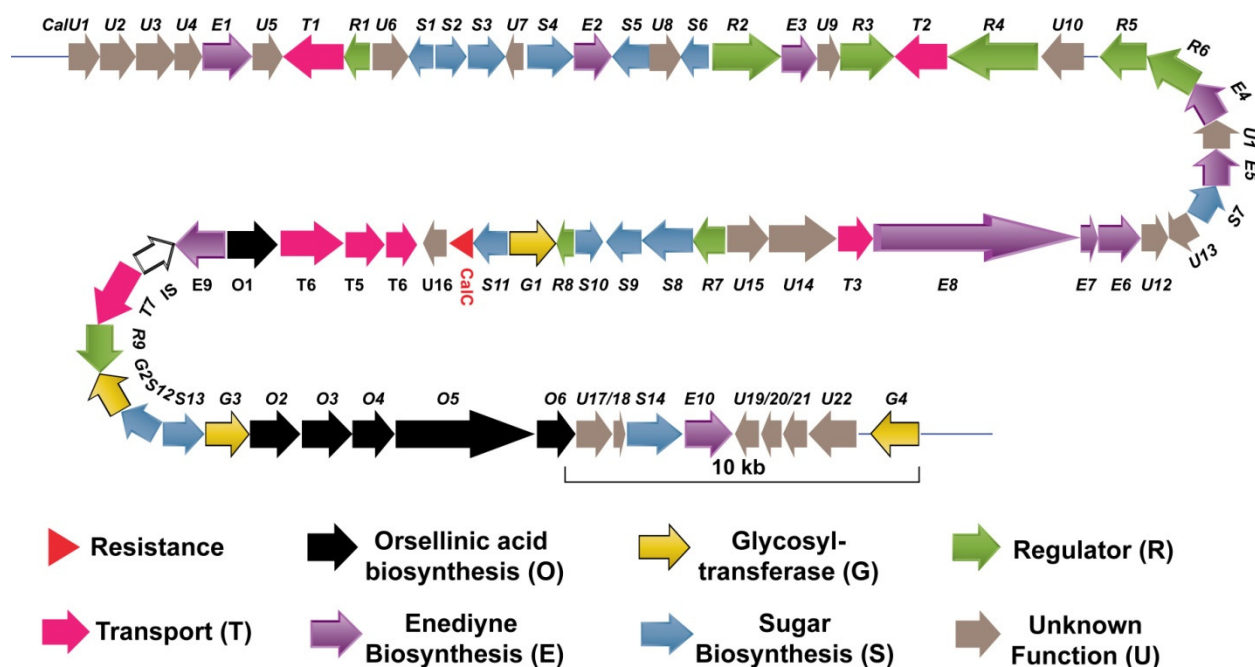 CalU1 U2 U3 U4 E1 U5 T1 R1 U6 S1 S2 S3 U7 S4 E2 S5 U8 S6 R2 E3 U9 R3 T2 R4 U10 R5
R6
E4
U1
E5
S7
U13
IS E9 O1 T6 T5 T6 U16 CalC S11 G1 R8 S10 S9 S8 R7 U15 U14 T3 E8 E7 E6 U12
T7
R9
G2 S12 S13 G3 O2 O3 O4 O5 O6 U17/18 S14 E10 U19/20/21 U22 G4
10 kb
Resistance
Orsellinic acid
biosynthesis (O)
Glycosyl-
transferase (G)
Regulator (R)
Transport (T)
Enediyne
Biosynthesis (E)
Sugar
Biosynthesis (S)
Unknown
Function (U)